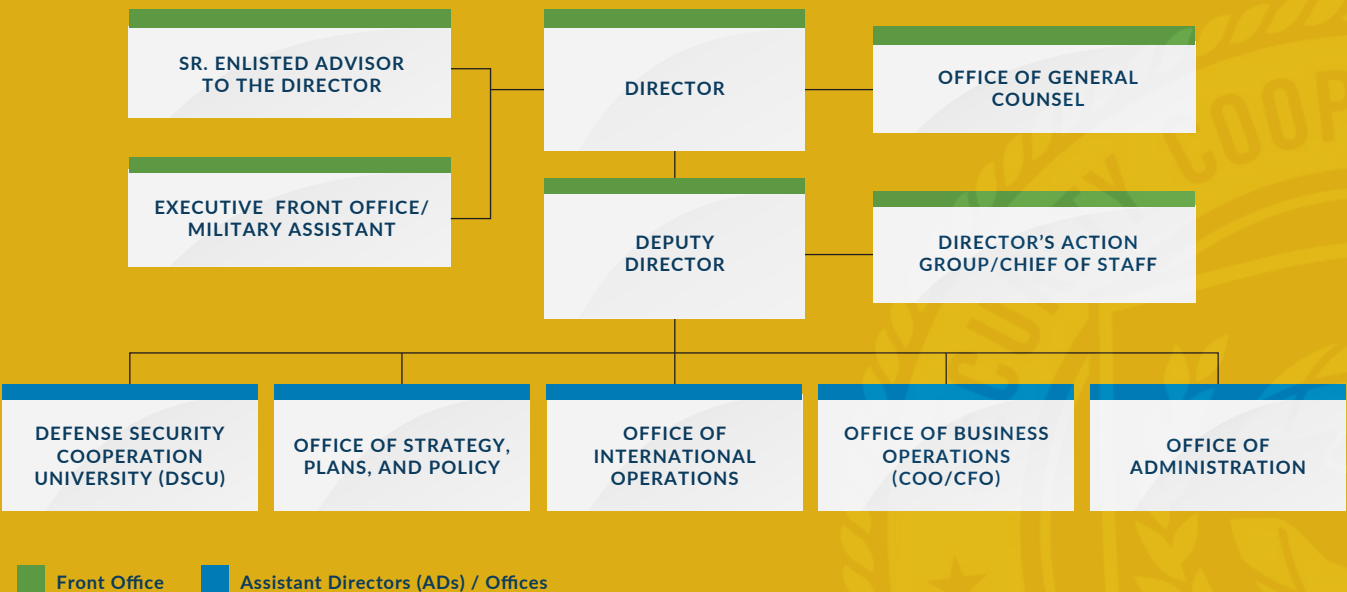 SR. ENLISTED ADVISOR
TO THE DIRECTOR
DIRECTOR
OFFICE OF GENERAL
COUNSEL
EXECUTIVE FRONT OFFICE/
MILITARY ASSISTANT
DEPUTY
DIRECTOR
DIRECTOR’S ACTION
GROUP/CHIEF OF STAFF
DEFENSE SECURITY
COOPERATION
UNIVERSITY (DSCU)
OFFICE OF STRATEGY,
PLANS, AND POLICY
OFFICE OF
INTERNATIONAL
OPERATIONS
OFFICE OF BUSINESS
OPERATIONS
(COO/CFO)
OFFICE OF
ADMINISTRATION
Front Office
Assistant Directors (ADs) / Offices